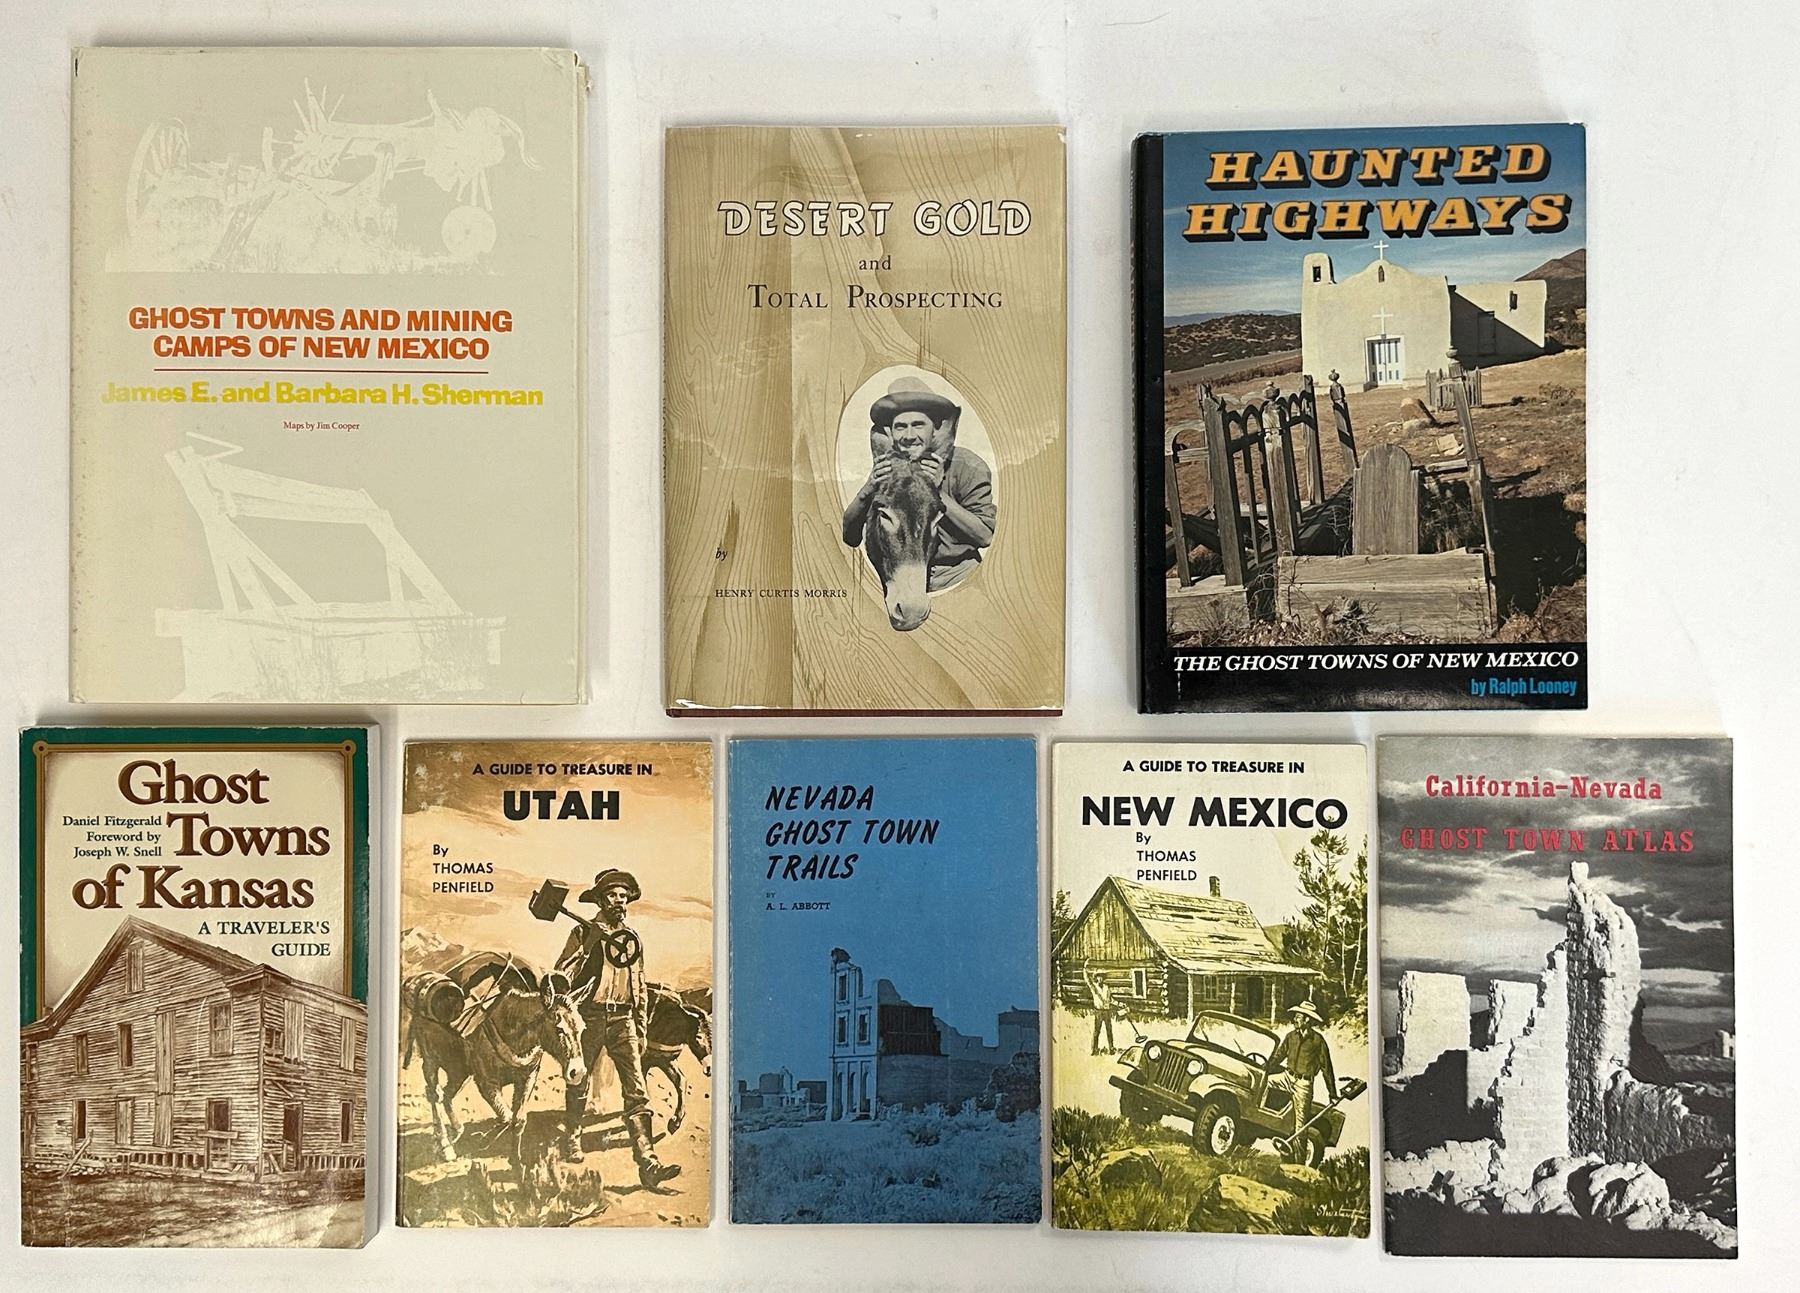 GHOST TOWNS AND MINING
CAMPS OF NEW MEXICO
James E. and Barbara H. Sherman
Maps by Jim Cooper
DESERT GOLD
and
TOTAL PROSPECTING
by
HENRY CURTIS MORRIS
HAUNTED
HIGHWAYS
THE GHOST TOWNS OF NEW MEXICO
by Ralph Looney
Ghost
Towns
of Kansas
Daniel Fitzgerald
Foreword by
Joseph W. Snell
A TRAVELER'S
GUIDE
A GUIDE TO TREASURE IN
UTAH
By
THOMAS
PENFIELD
NEVADA
GHOST TOWN
TRAILS
BY
A. L. ABBOTT
A GUIDE TO TREASURE IN
NEW MEXICO
By
THOMAS
PENFIELD
California-Nevada
GHOST TOWN ATLAS